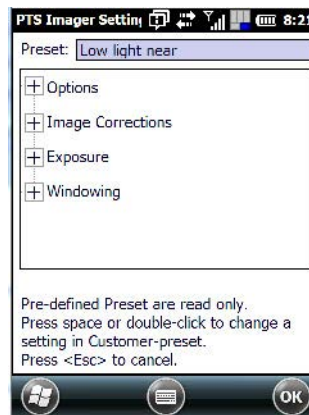 PTS Imager Settin 8:21
Preset: Low light near
Options
Image Corrections
Exposure
Windowing
Pre-defined Preset are read only.
Press space or double-click to change a
setting in Customer-preset.
Press <Esc> to cancel.
OK